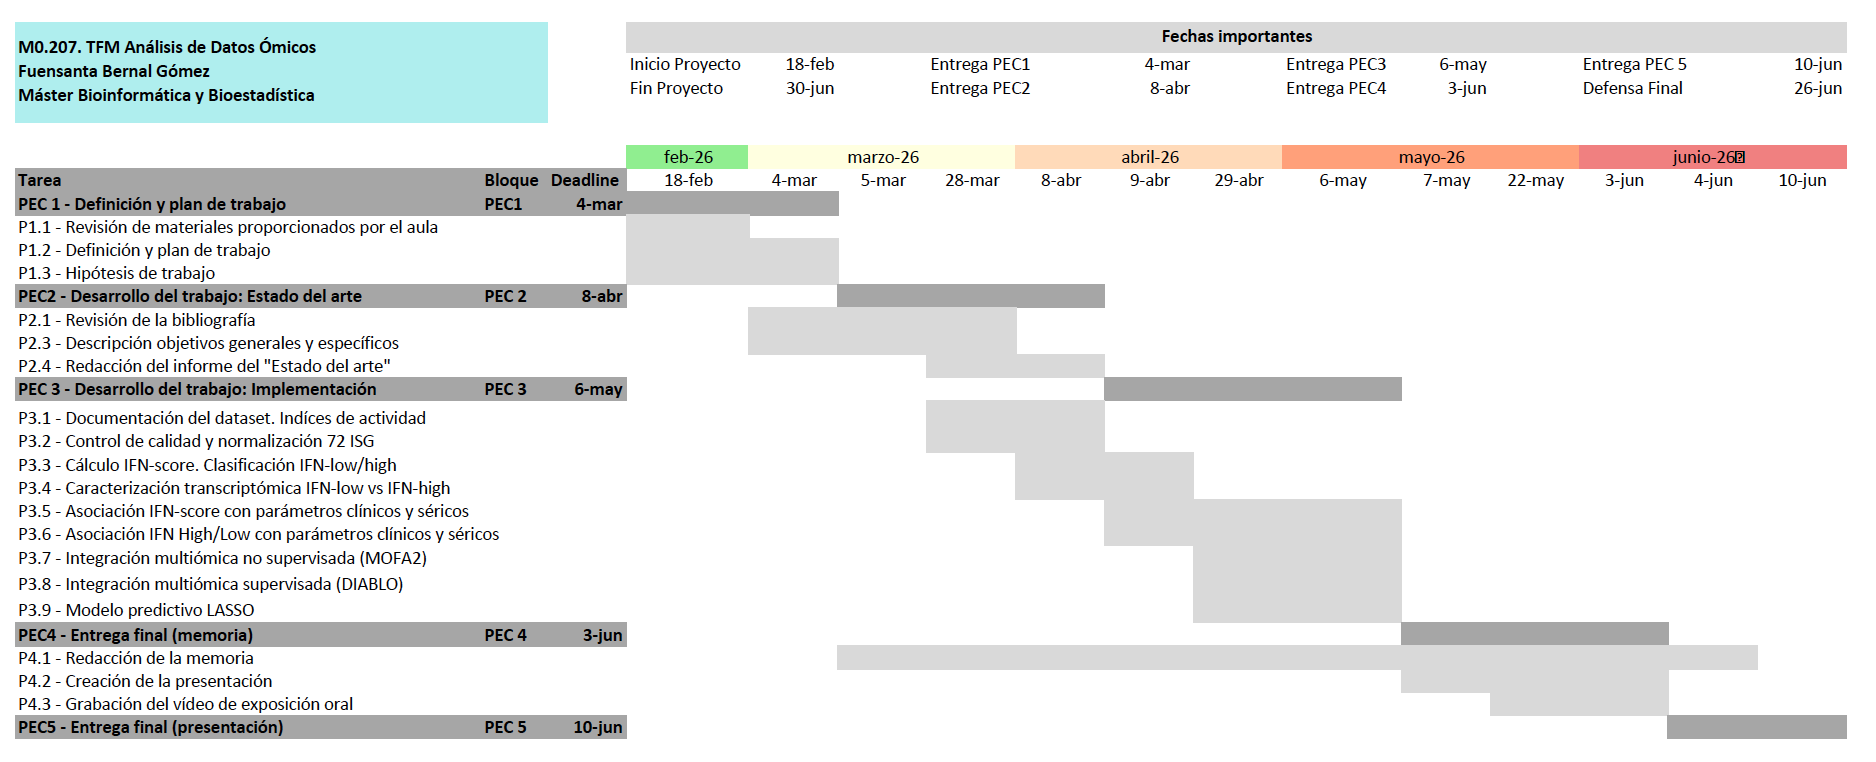 M0.207. TFM Análisis de Datos Ómicos
Fuensanta Bernal Gómez
Máster Bioinformática y Bioestadística
Fechas importantes
Inicio Proyecto 18-feb Entrega PEC1 4-mar Entrega PEC3 6-may Entrega PEC 5 10-jun
Fin Proyecto 30-jun Entrega PEC2 8-abr Entrega PEC4 3-jun Defensa Final 26-jun
feb-26 marzo-26 abril-26 mayo-26 junio-26
Tarea Bloque Deadline 18-feb 4-mar 5-mar 28-mar 8-abr 9-abr 29-abr 6-may 7-may 22-may 3-jun 4-jun 10-jun
PEC 1 - Definición y plan de trabajo PEC1 4-mar
P1.1 - Revisión de materiales proporcionados por el aula
P1.2 - Definición y plan de trabajo
P1.3 - Hipótesis de trabajo
PEC2 - Desarrollo del trabajo: Estado del arte PEC 2 8-abr
P2.1 - Revisión de la bibliografía
P2.3 - Descripción objetivos generales y específicos
P2.4 - Redacción del informe del "Estado del arte"
PEC 3 - Desarrollo del trabajo: Implementación PEC 3 6-may
P3.1 - Documentación del dataset. Indíces de actividad
P3.2 - Control de calidad y normalización 72 ISG
P3.3 - Cálculo IFN-score. Clasificación IFN-low/high
P3.4 - Caracterización transcriptómica IFN-low vs IFN-high
P3.5 - Asociación IFN-score con parámetros clínicos y séricos
P3.6 - Asociación IFN High/Low con parámetros clínicos y séricos
P3.7 - Integración multiómica no supervisada (MOFA2)
P3.8 - Integración multiómica supervisada (DIABLO)
P3.9 - Modelo predictivo LASSO
PEC4 - Entrega final (memoria) PEC 4 3-jun
P4.1 - Redacción de la memoria
P4.2 - Creación de la presentación
P4.3 - Grabación del vídeo de exposición oral
PEC5 - Entrega final (presentación) PEC 5 10-jun